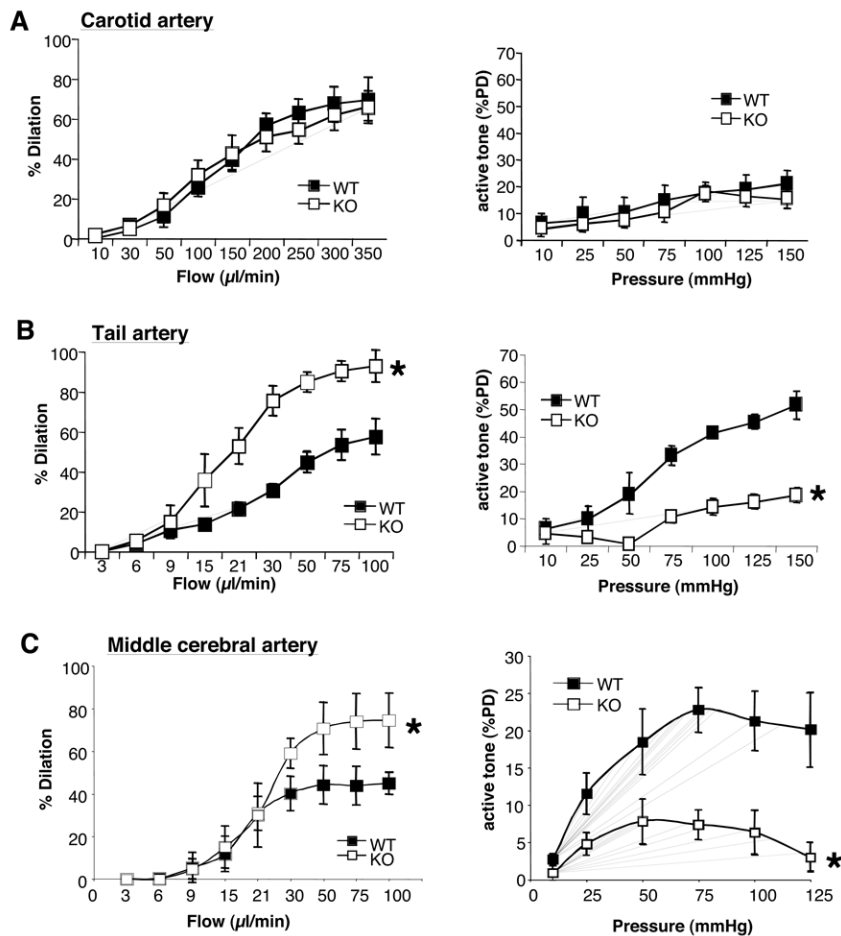 A Carotid artery
100
80
60
40
20
0
% Dilation
WT
KO
10 30 50 100 150 200 250 300 350
Flow (µl/min)
70
60
50
40
30
20
10
0
active tone (%PD)
WT
KO
10 25 50 75 100 125 150
Pressure (mmHg)
B Tail artery
100
80
60
40
20
0
% Dilation
*
WT
KO
3 6 9 15 21 30 50 75 100
Flow (µl/min)
70
60
50
40
30
20
10
0
active tone (%PD)
WT
KO
*
10 25 50 75 100 125 150
Pressure (mmHg)
C Middle cerebral artery
100
80
60
40
20
0
% Dilation
*
WT
KO
0 3 6 9 15 21 30 50 75 100
Flow (µl/min)
30
25
20
15
10
5
0
active tone (%PD)
WT
KO
*
0 25 50 75 100 125
Pressure (mmHg)